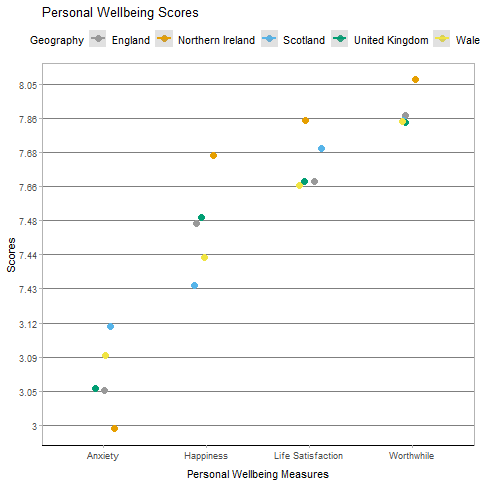 Personal Wellbeing Scores
Geography England Northern Ireland Scotland United Kingdom Wale
8.05
7.86
7.68
7.66
7.48
7.44
7.43
3.12
3.09
3.05
3
Scores
Anxiety Happiness Life Satisfaction Worthwhile
Personal Wellbeing Measures